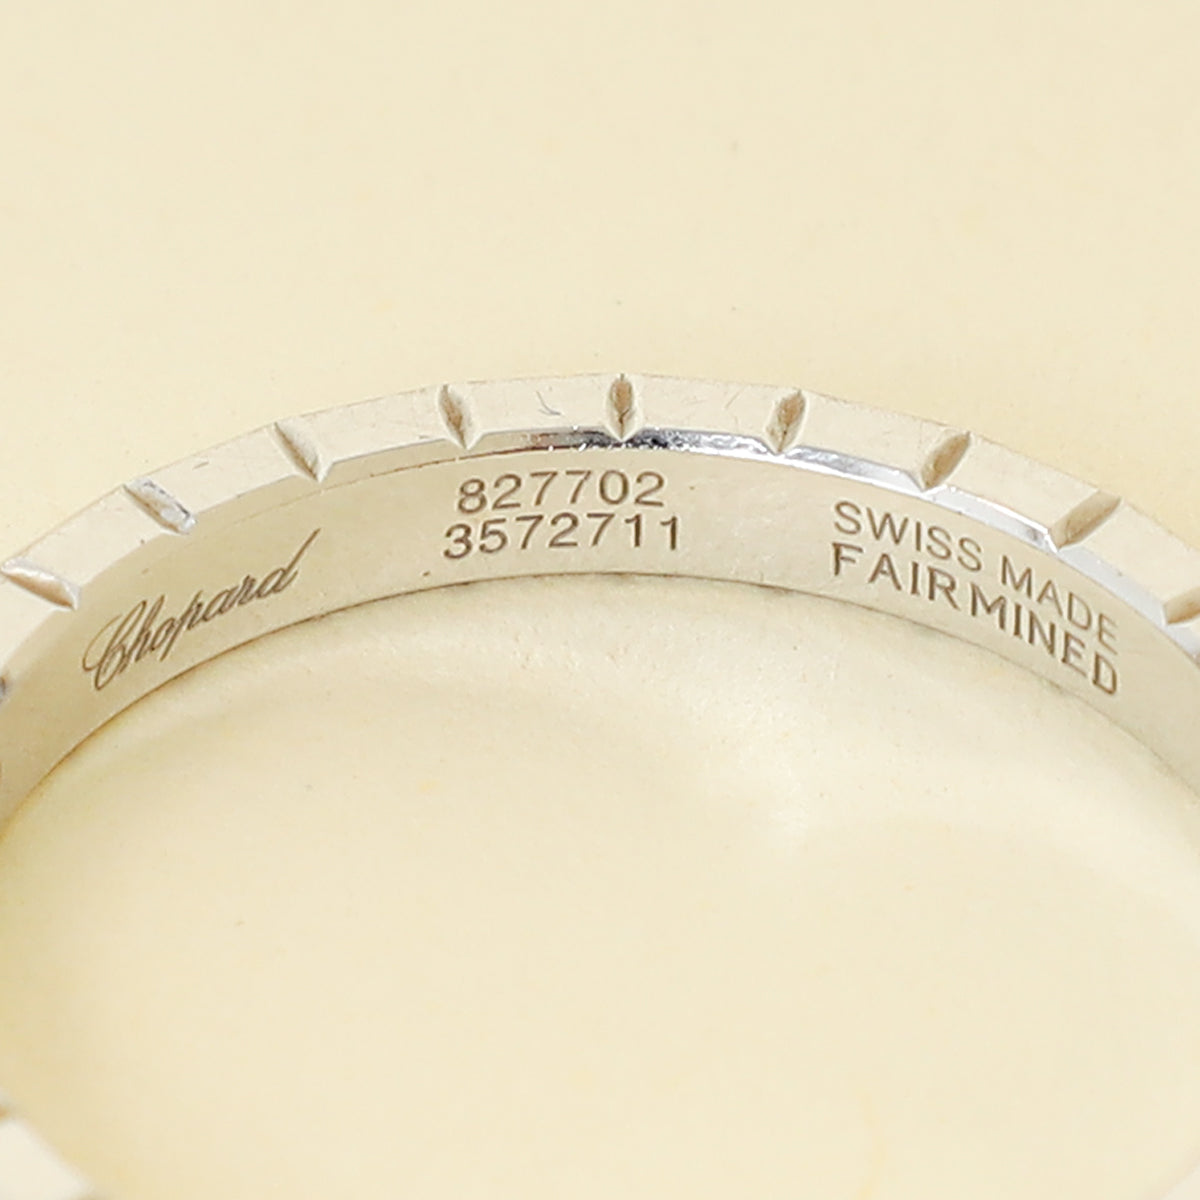 Chopard
827702
3572711
SWISS MADE
FAIRMINED